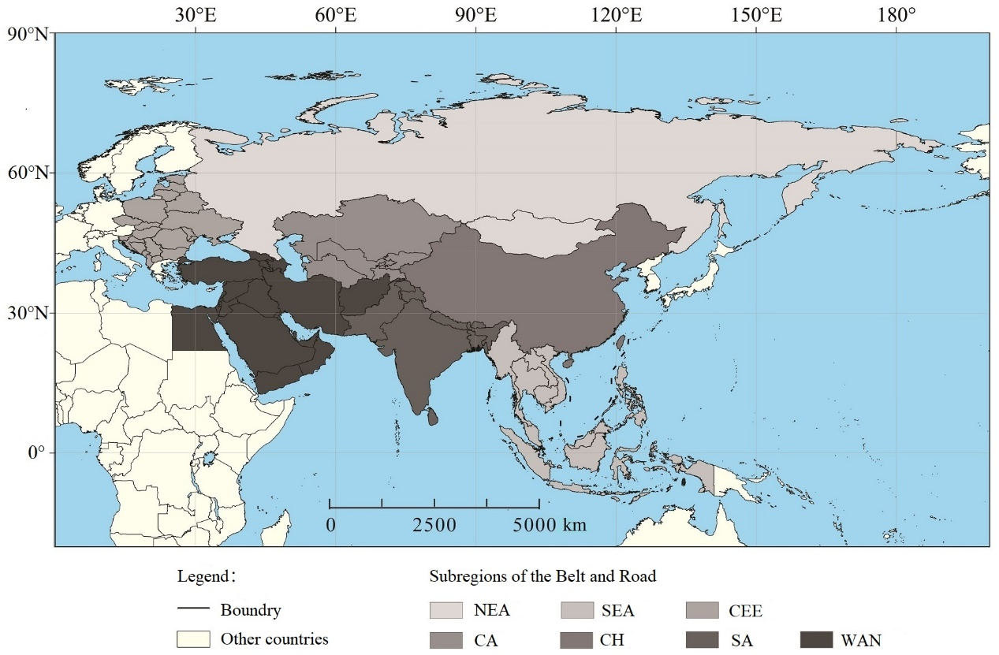 30°E 60°E 90°E 120°E 150°E 180°
90°N
60°N
30°N
0°
0 2500 5000 km
Legend: Subregions of the Belt and Road
Boundry NEA SEA CEE
Other countries CA CH SA WAN